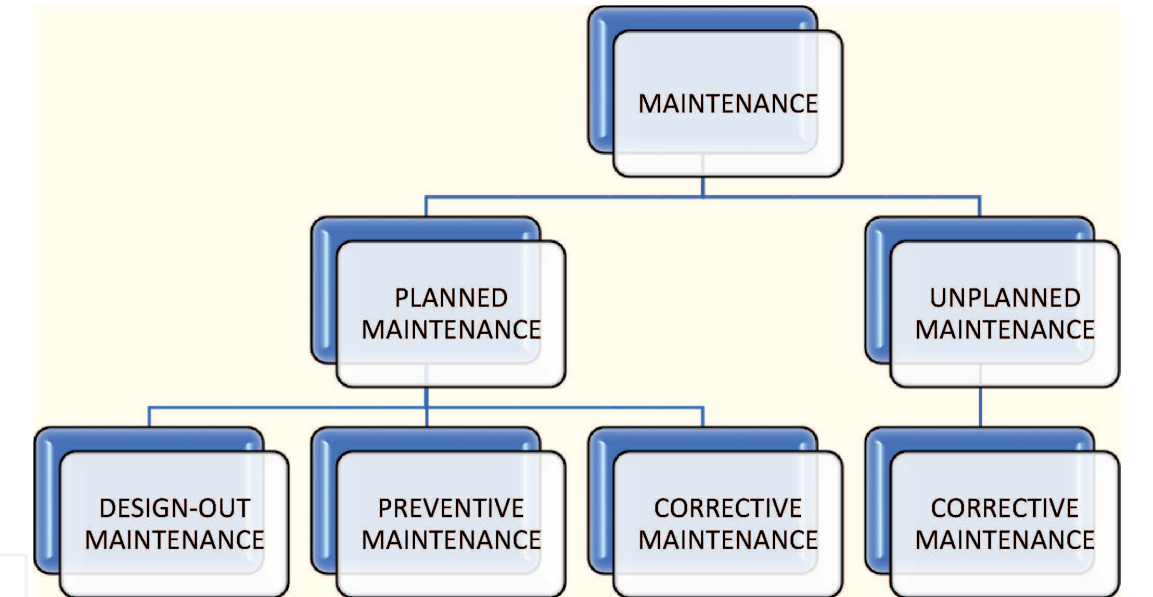 MAINTENANCE
PLANNED
MAINTENANCE
UNPLANNED
MAINTENANCE
DESIGN-OUT
MAINTENANCE
PREVENTIVE
MAINTENANCE
CORRECTIVE
MAINTENANCE
CORRECTIVE
MAINTENANCE